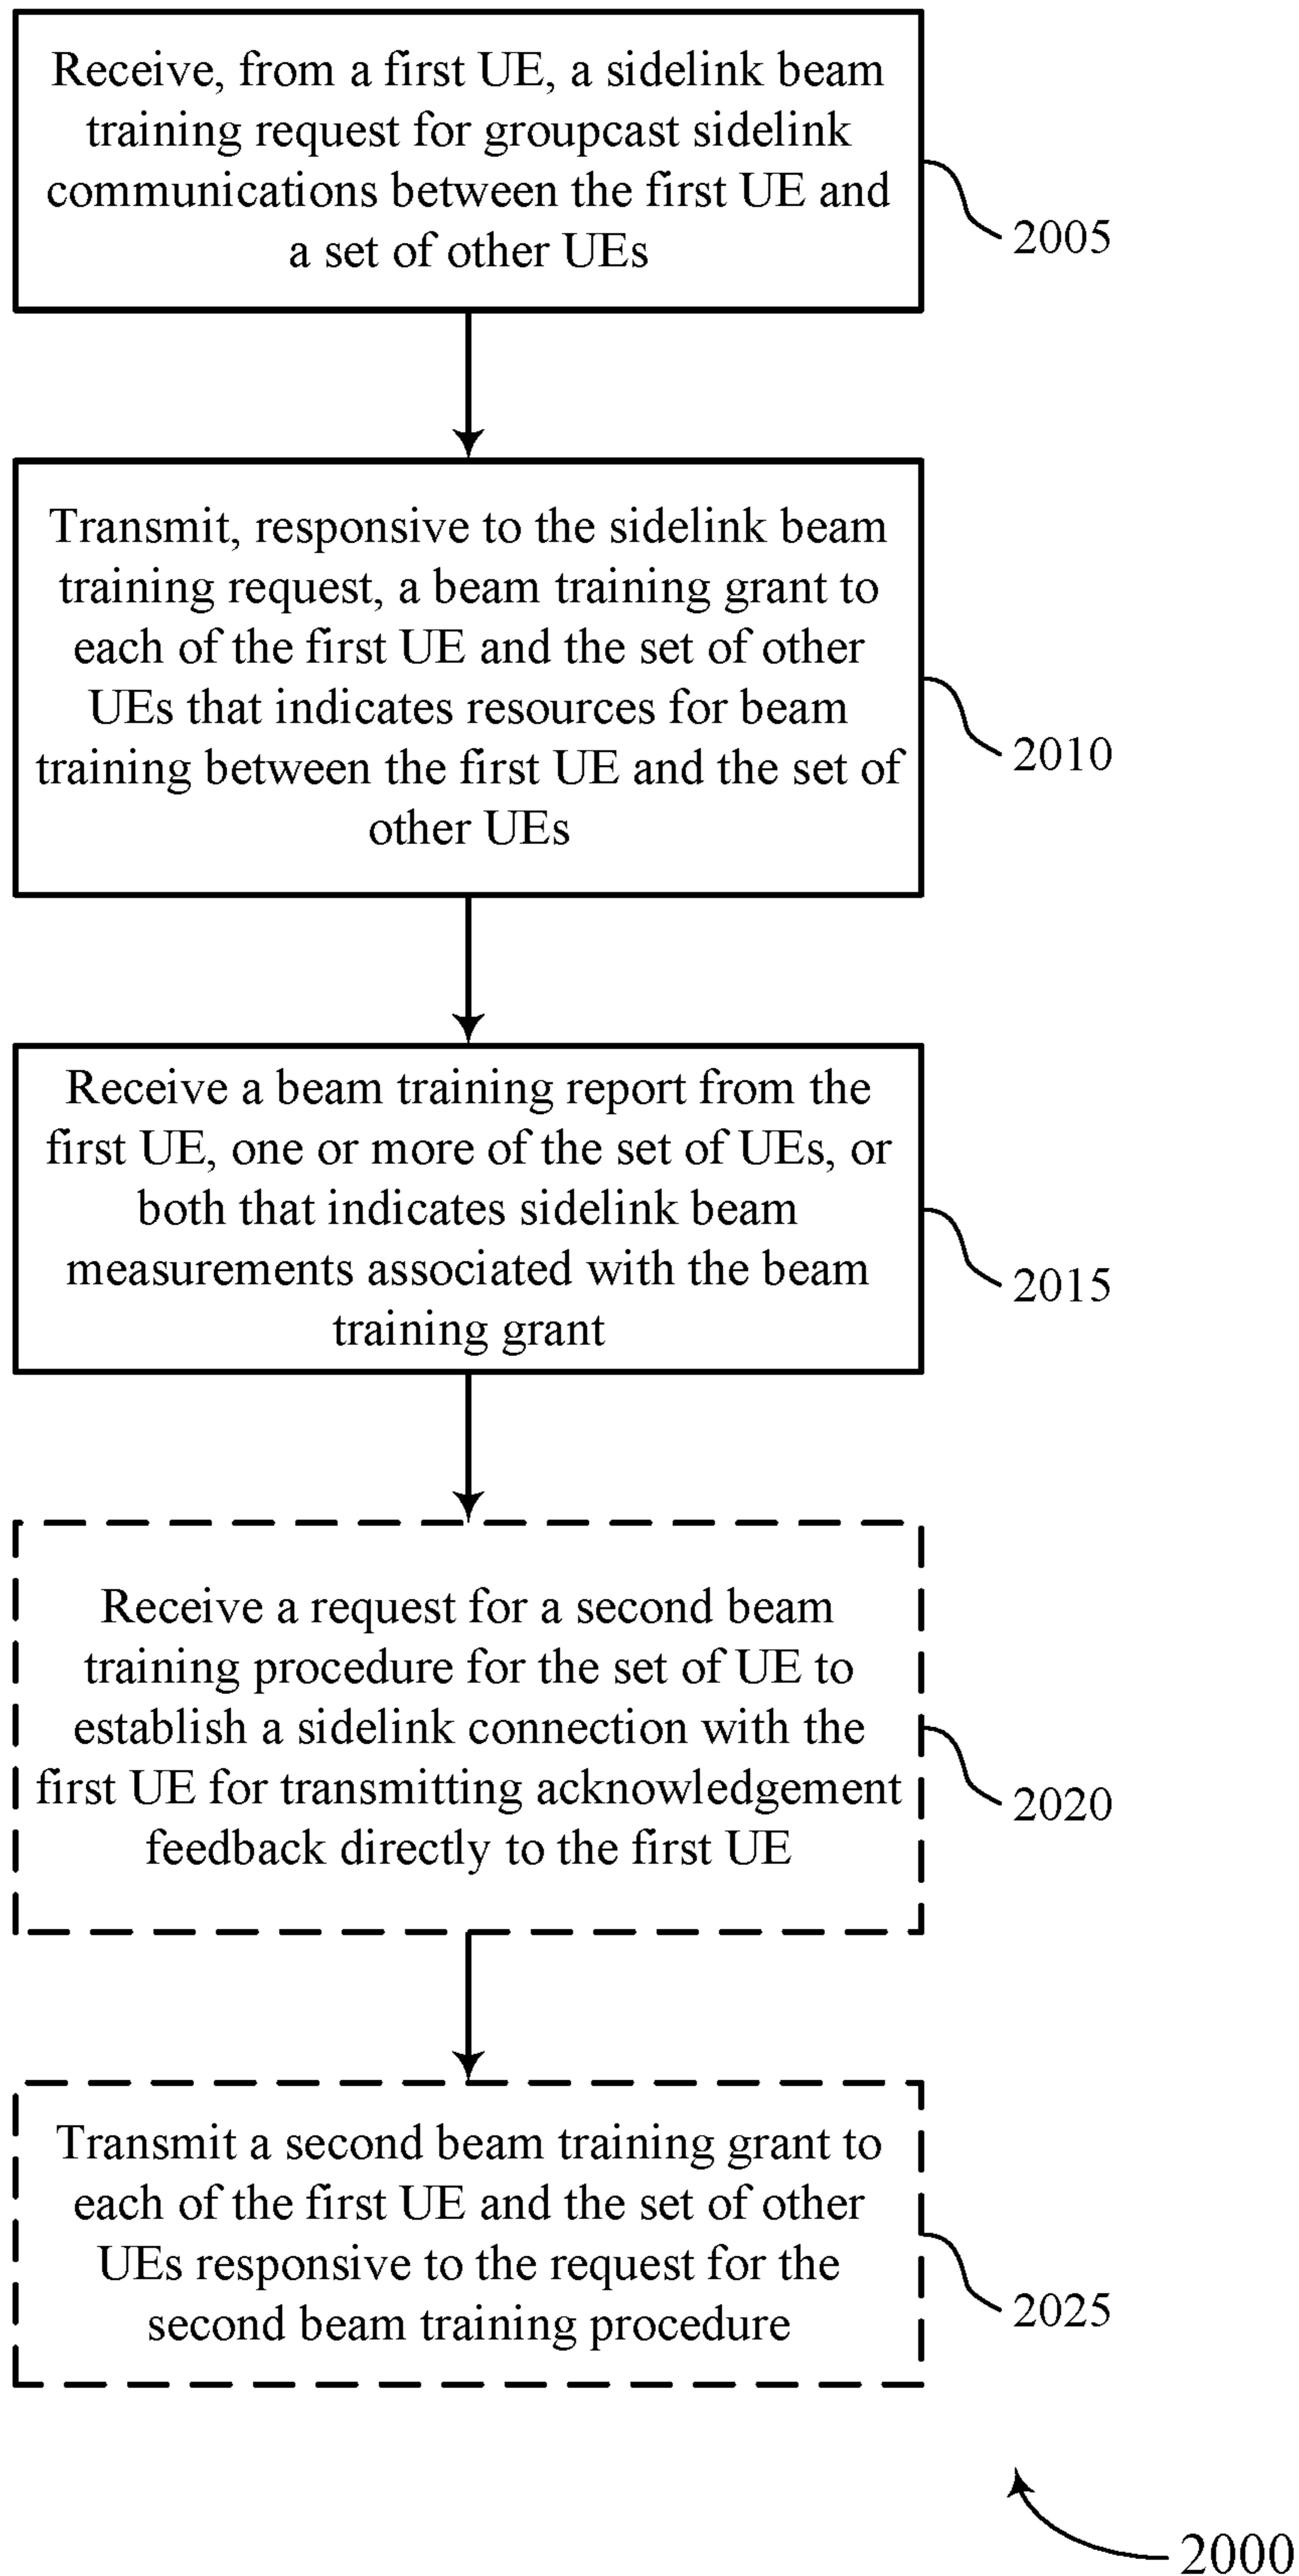 Receive, from a first UE, a sidelink beam
training request for groupcast sidelink
communications between the first UE and
a set of other UEs
2005
Transmit, responsive to the sidelink beam
training request, a beam training grant to
each of the first UE and the set of other
UEs that indicates resources for beam
training between the first UE and the set of
other UEs
2010
Receive a beam training report from the
first UE, one or more of the set of UEs, or
both that indicates sidelink beam
measurements associated with the beam
training grant
2015
Receive a request for a second beam
training procedure for the set of UE to
establish a sidelink connection with the
first UE for transmitting acknowledgement
feedback directly to the first UE
2020
Transmit a second beam training grant to
each of the first UE and the set of other
UEs responsive to the request for the
second beam training procedure
2025
2000